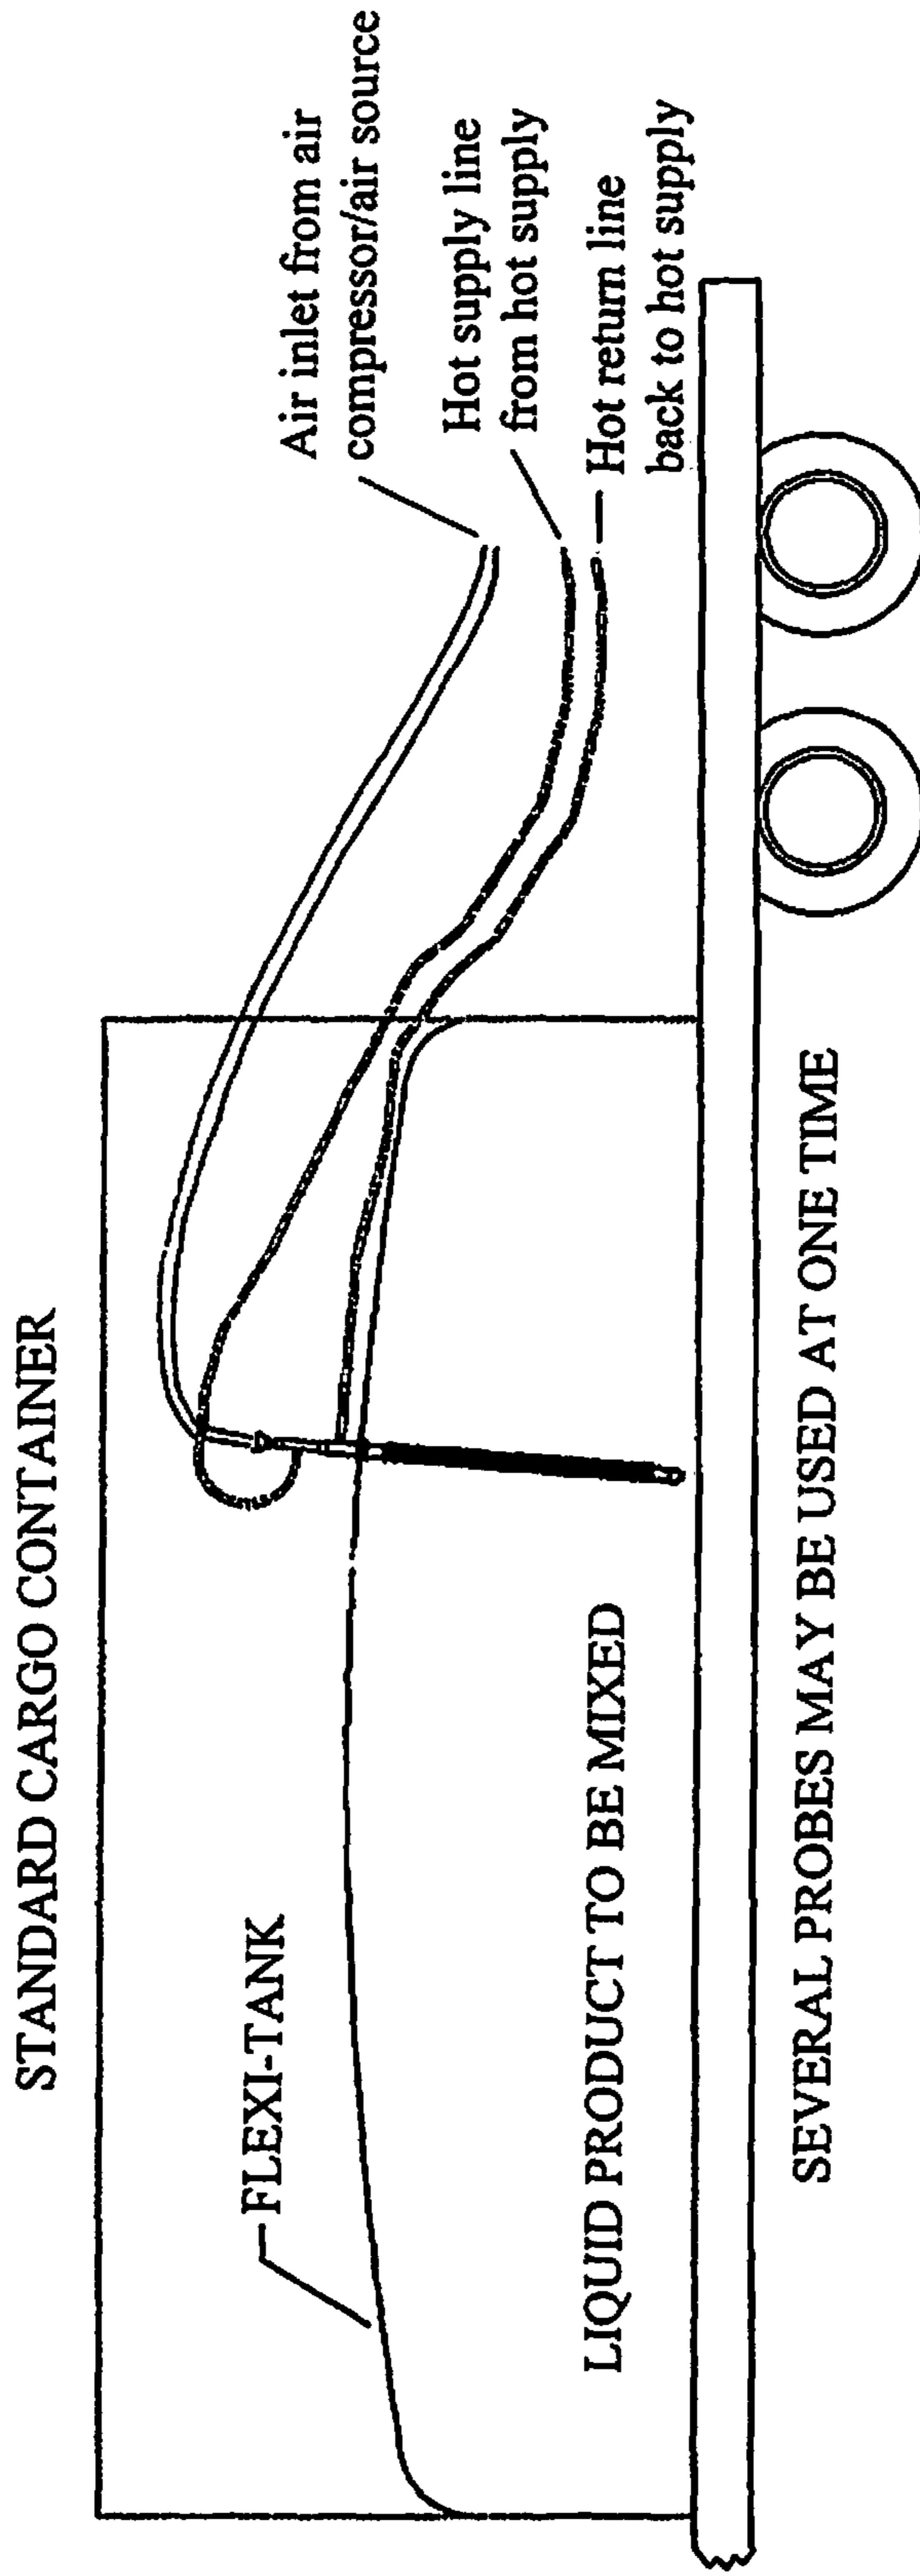 STANDARD CARGO CONTAINER
Air inlet from air
compressor/air source
FLEXI-TANK
Hot supply line
from hot supply
Hot return line
back to hot supply
LIQUID PRODUCT TO BE MIXED
SEVERAL PROBES MAY BE USED AT ONE TIME